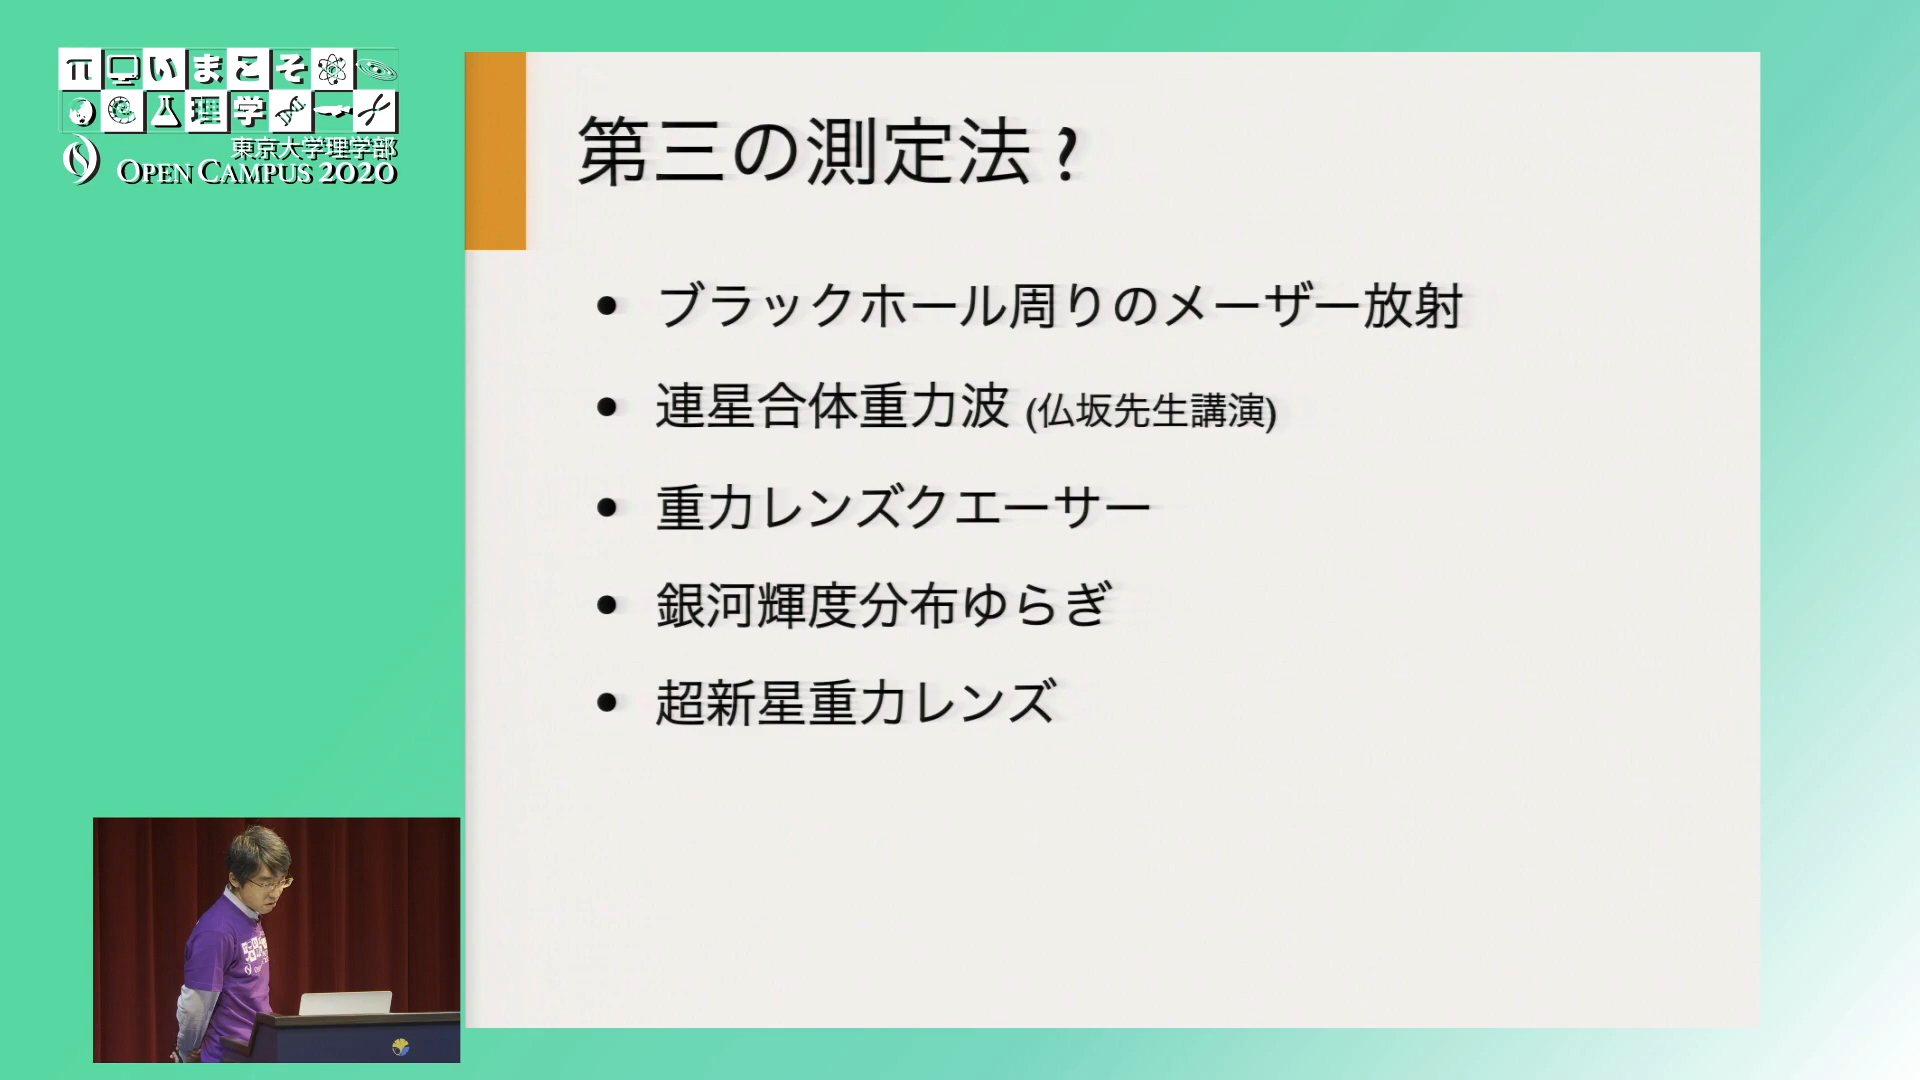 いまこそ
理学
東京大学理学部
OPEN CAMPUS 2020
第三の測定法?
• ブラックホール周りのメーザー放射
• 連星合体重力波 (仏坂先生講演)
• 重力レンズクエーサー
• 銀河輝度分布ゆらぎ
• 超新星重力レンズ